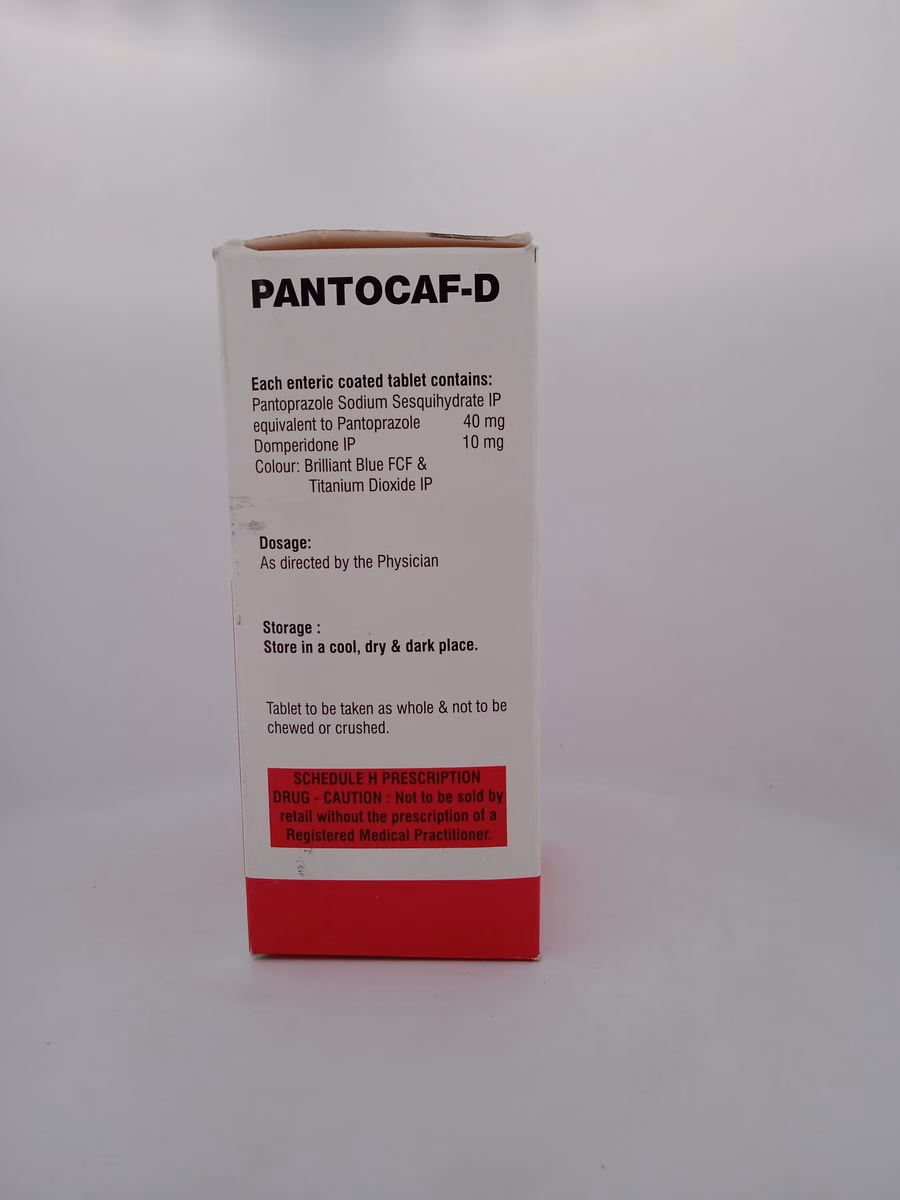 PANTOCAF-D
Each enteric coated tablet contains:
Pantoprazole Sodium Sesquihydrate IP
equivalent to Pantoprazole 40 mg
Domperidone IP 10 mg
Colour: Brilliant Blue FCF &
Titanium Dioxide IP
Dosage:
As directed by the Physician
Storage :
Store in a cool, dry & dark place.
Tablet to be taken as whole & not to be
chewed or crushed.
SCHEDULE H PRESCRIPTION
DRUG - CAUTION : Not to be sold by
retail without the prescription of a
Registered Medical Practitioner.